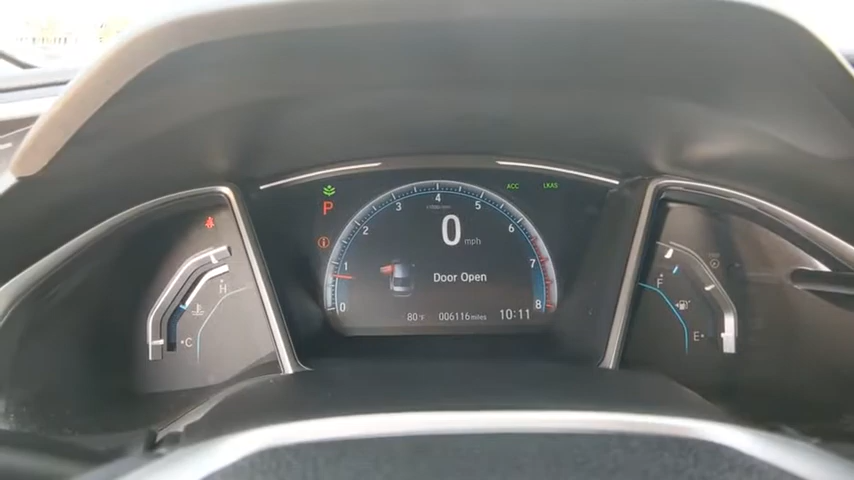 ACC LKAS
P
0 1 2 3 4 5 6 7 8
0 mph
Door Open
80°F 006116 miles 10:11
H
C
F
E